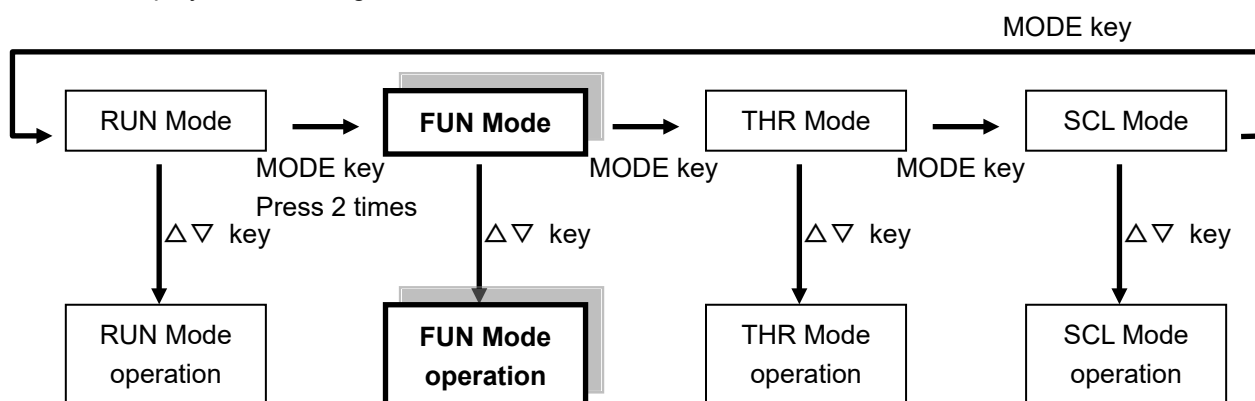 MODE key
RUN Mode
FUN Mode
THR Mode
SCL Mode
MODE key
Press 2 times
MODE key
MODE key
△▽ key
△▽ key
△▽ key
△▽ key
RUN Mode
operation
FUN Mode
operation
THR Mode
operation
SCL Mode
operation